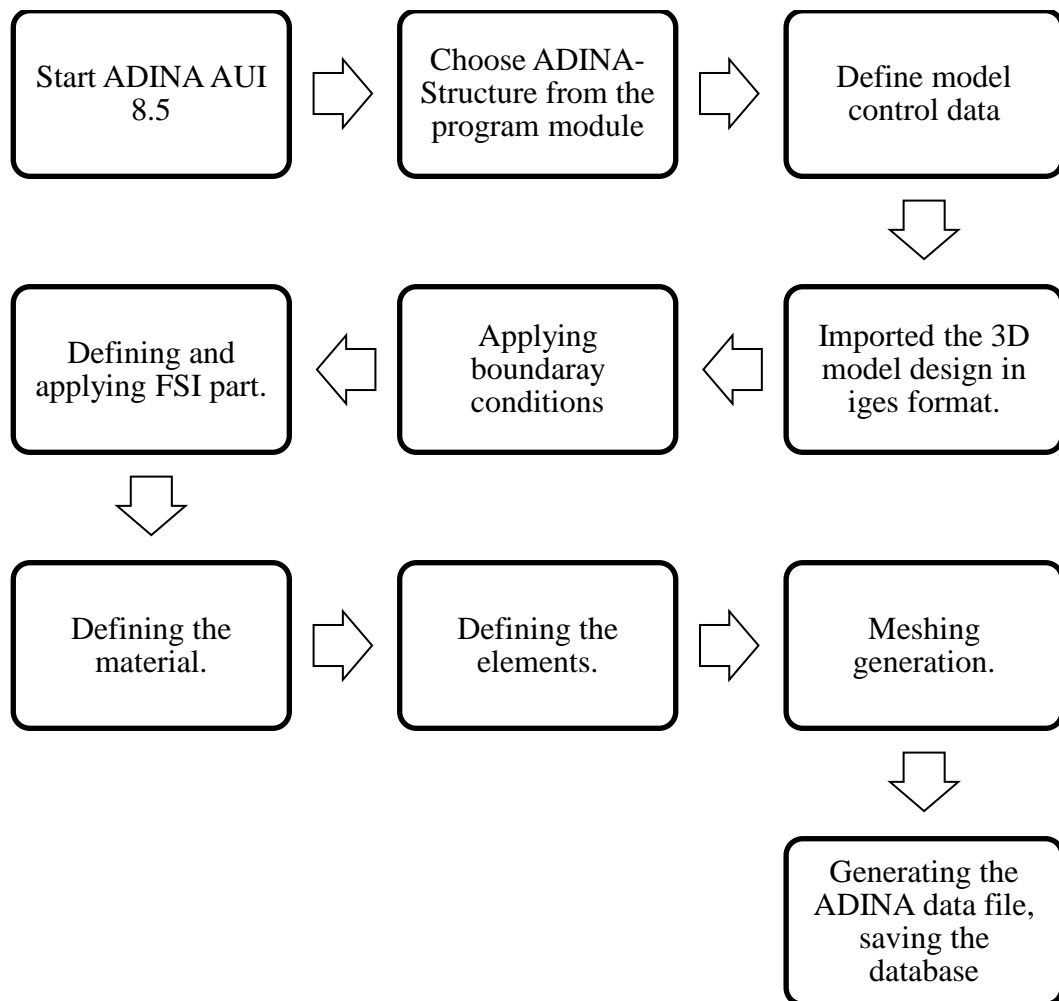 Start ADINA AUI
8.5
Choose ADINA-
Structure from the
program module
Define model
control data
Imported the 3D
model design in
iges format.
Applying
boundaray
conditions
Defining and
applying FSI part.
Defining the
material.
Defining the
elements.
Meshing
generation.
Generating the
ADINA data file,
saving the
database